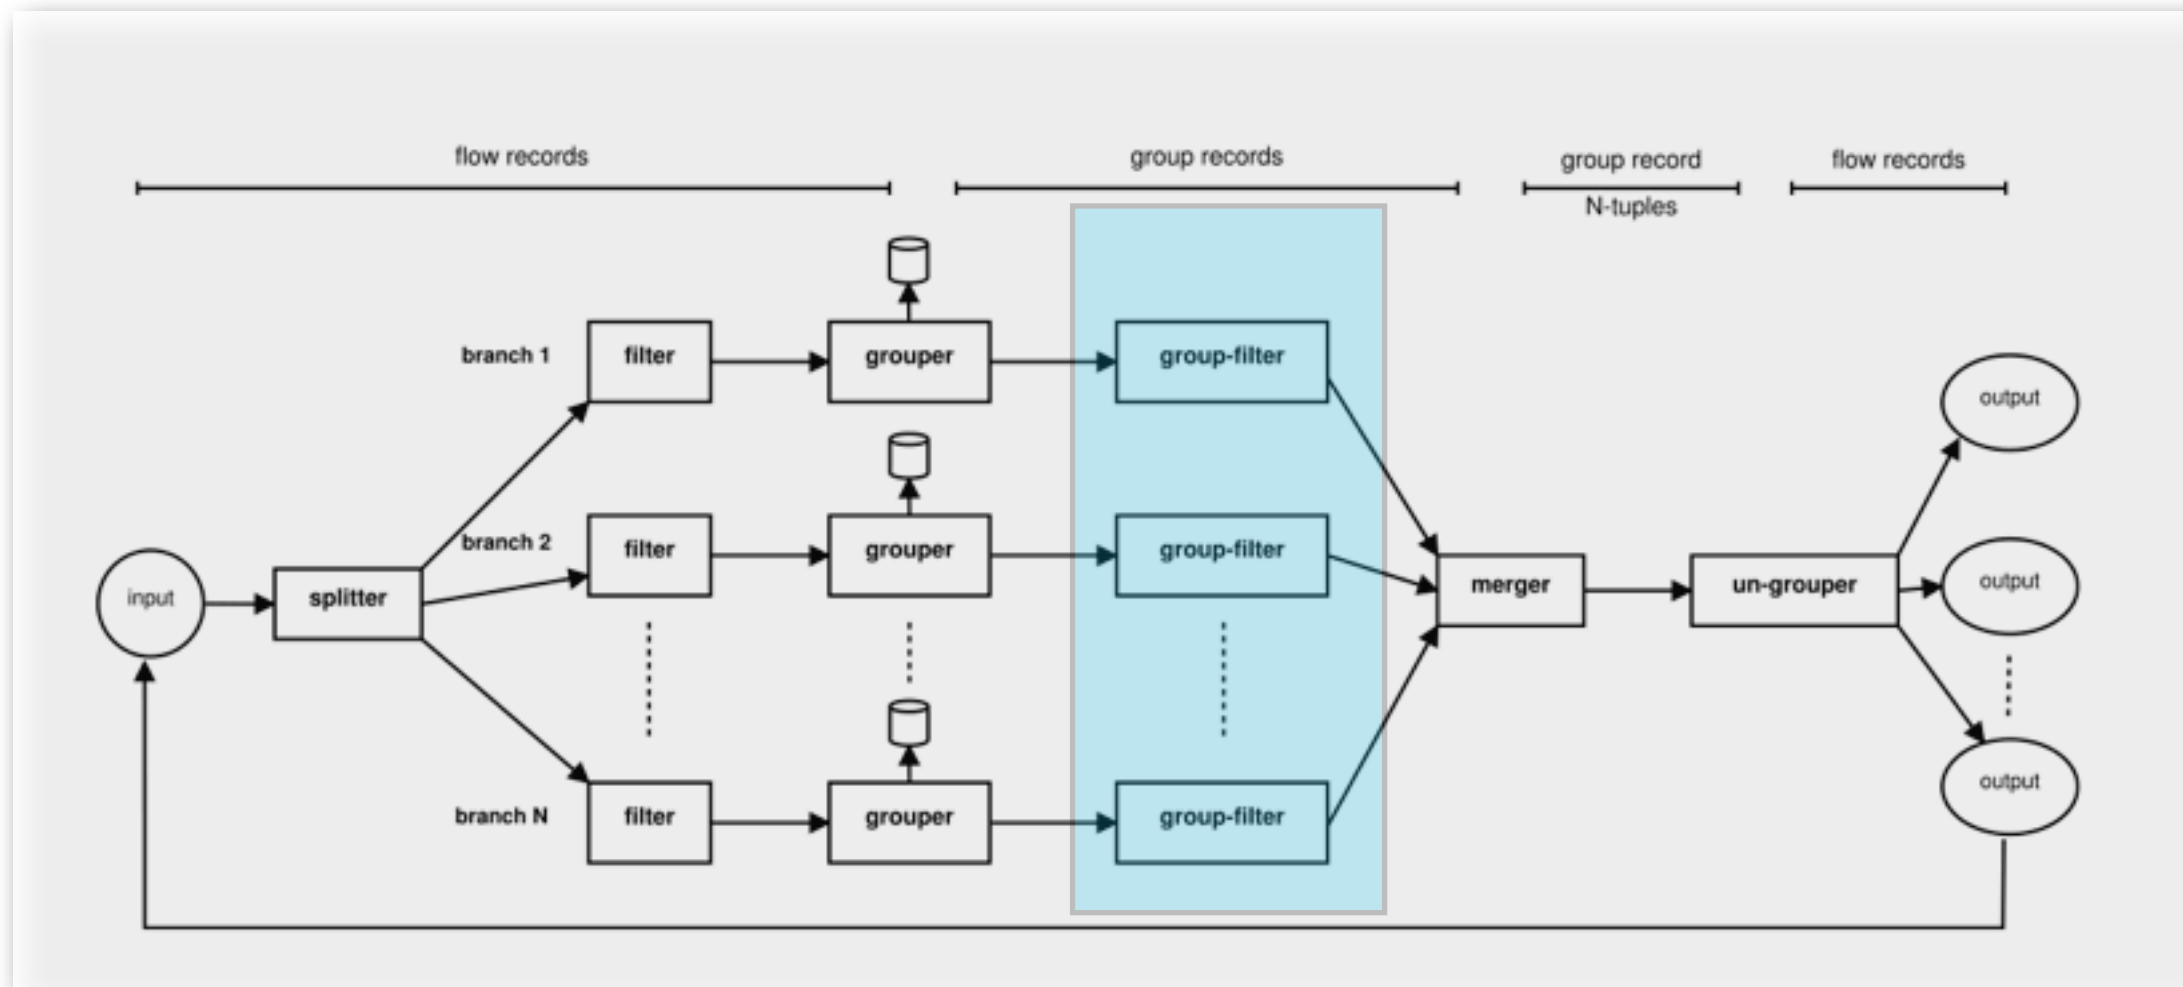 flow records
group records
group record
N-tuples
flow records
branch 1
filter
grouper
group-filter
output
branch 2
filter
grouper
group-filter
input
splitter
merger
un-grouper
output
branch N
filter
grouper
group-filter
output